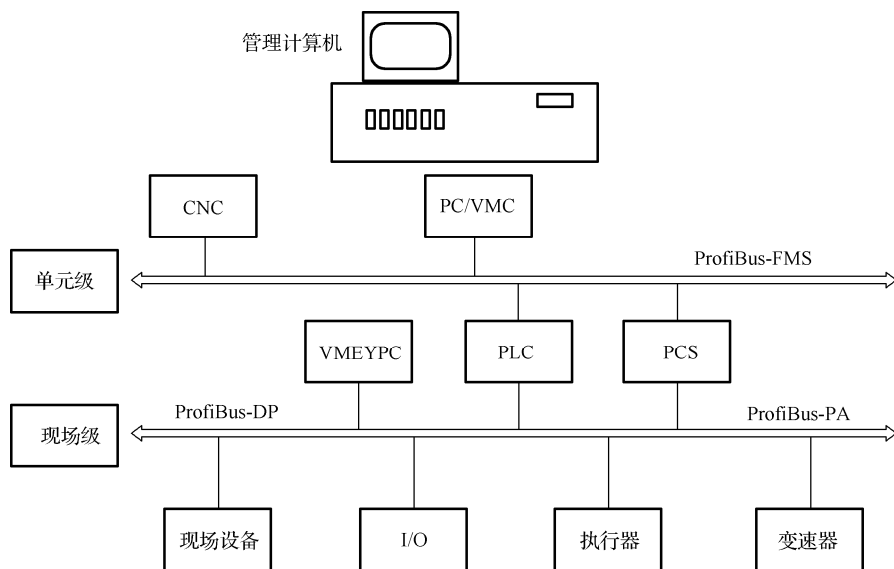 管理计算机
CNC
PC/VMC
单元级
ProfiBus-FMS
VMEYPC
PLC
PCS
现场级
ProfiBus-DP
ProfiBus-PA
现场设备
I/O
执行器
变速器